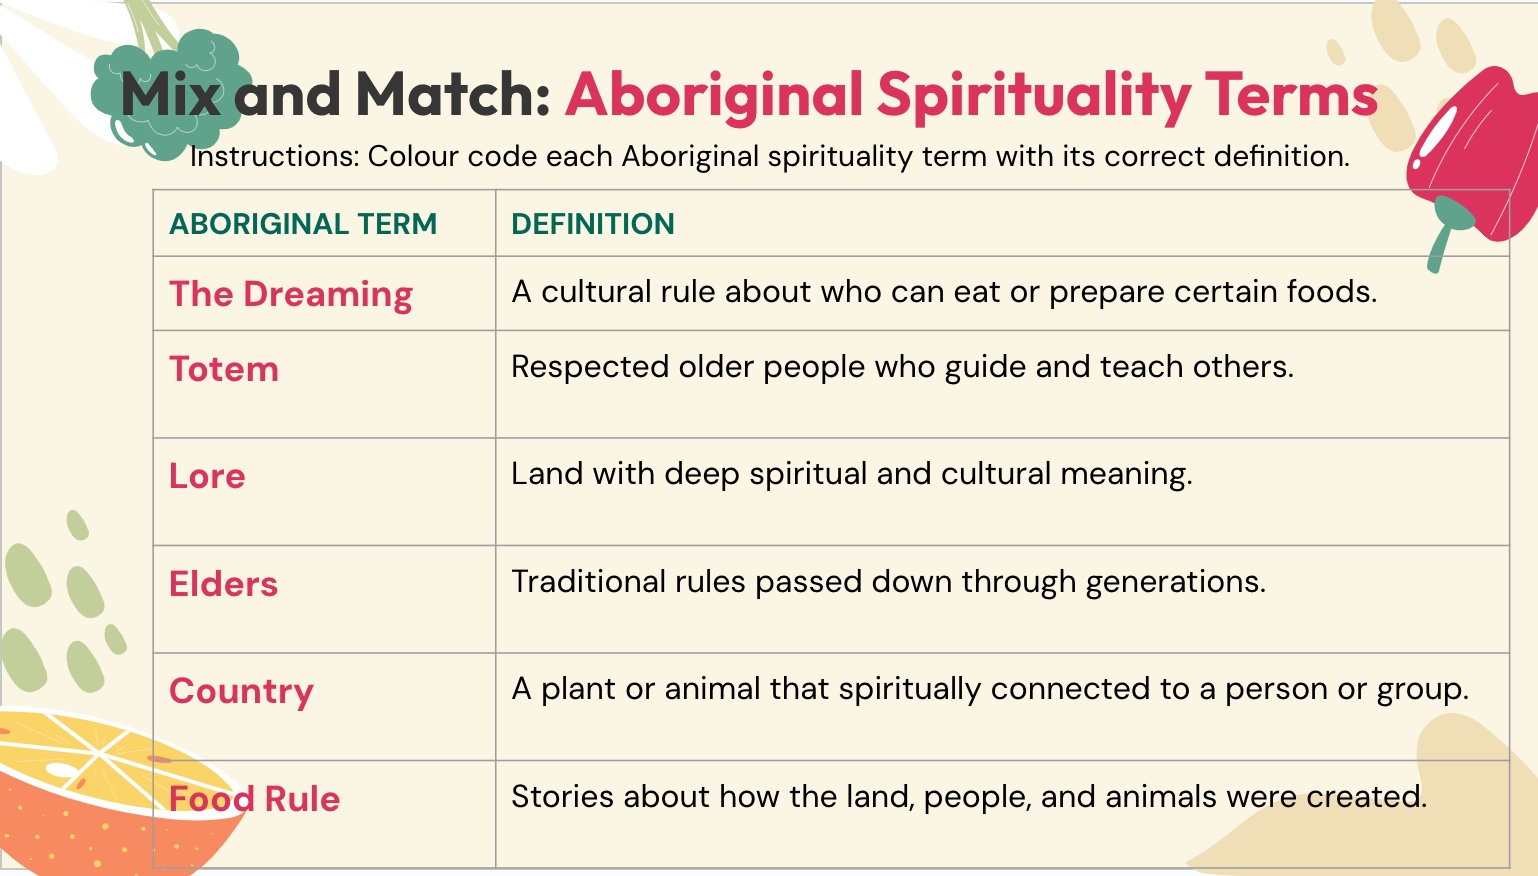 Mix and Match: Aboriginal Spirituality Terms
Instructions: Colour code each Aboriginal spirituality term with its correct definition.
ABORIGINAL TERM DEFINITION
The Dreaming A cultural rule about who can eat or prepare certain foods.
Totem Respected older people who guide and teach others.
Lore Land with deep spiritual and cultural meaning.
Elders Traditional rules passed down through generations.
Country A plant or animal that spiritually connected to a person or group.
Food Rule Stories about how the land, people, and animals were created.